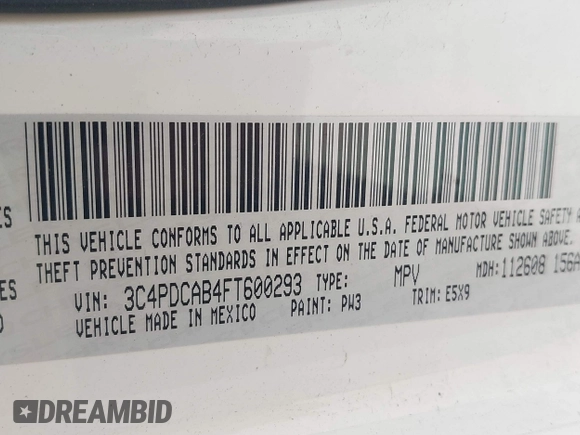 THIS VEHICLE CONFORMS TO ALL APPLICABLE U.S.A. FEDERAL MOTOR VEHICLE SAFETY
THEFT PREVENTION STANDARDS IN EFFECT ON THE DATE OF MANUFACTURE SHOWN ABOVE.
VIN: 3C4PDCAB4FT600293 TYPE: MPV MDH:112608 156A
VEHICLE MADE IN MEXICO PAINT: PW3 TRIM: E5X9
DREAMBID